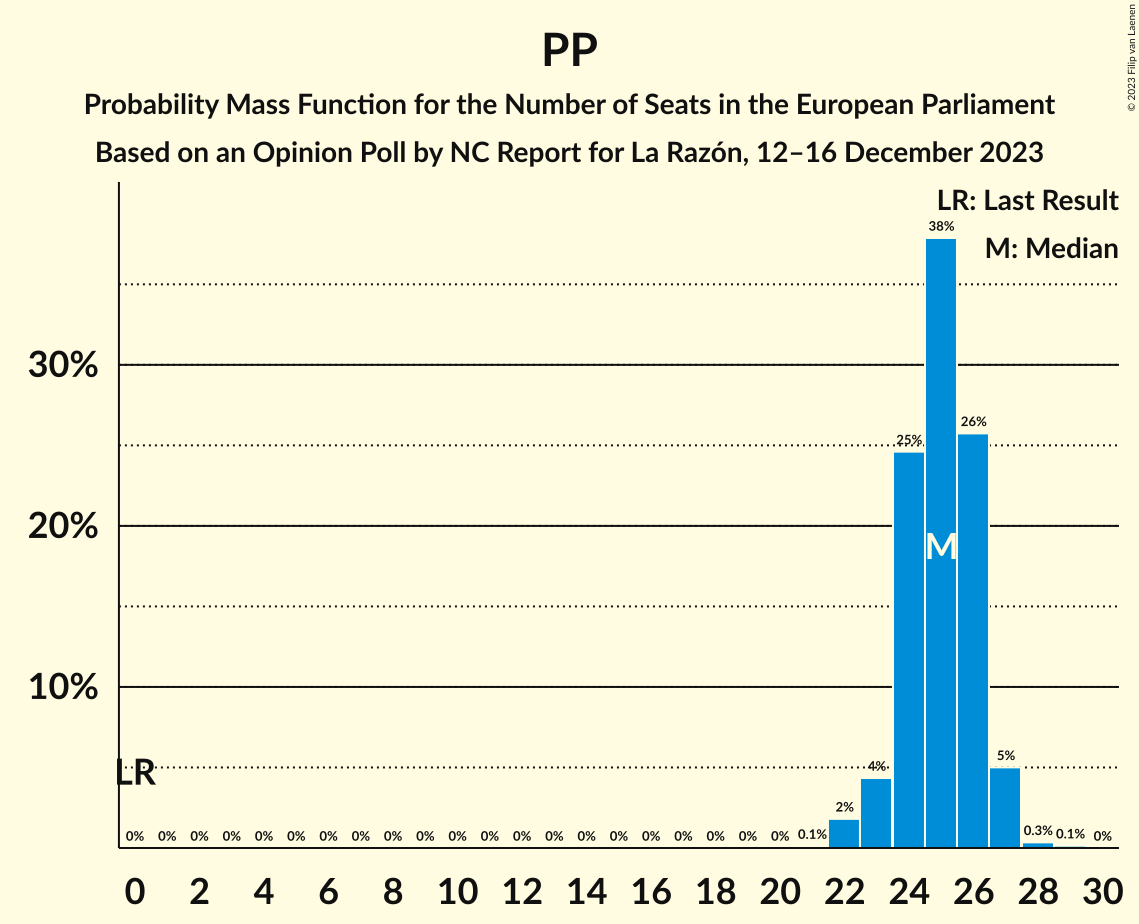 PP
Probability Mass Function for the Number of Seats in the European Parliament
Based on an Opinion Poll by NC Report for La Razón, 12–16 December 2023
© 2023 Filip van Laenen
LR: Last Result
M: Median
38%
30%
26%
25%
20%
M
10%
LR
5%
4%
2%
0% 0% 0% 0% 0% 0% 0% 0% 0% 0% 0% 0% 0% 0% 0% 0% 0% 0% 0% 0% 0% 0.1% 0.3% 0.1% 0%
0 2 4 6 8 10 12 14 16 18 20 22 24 26 28 30